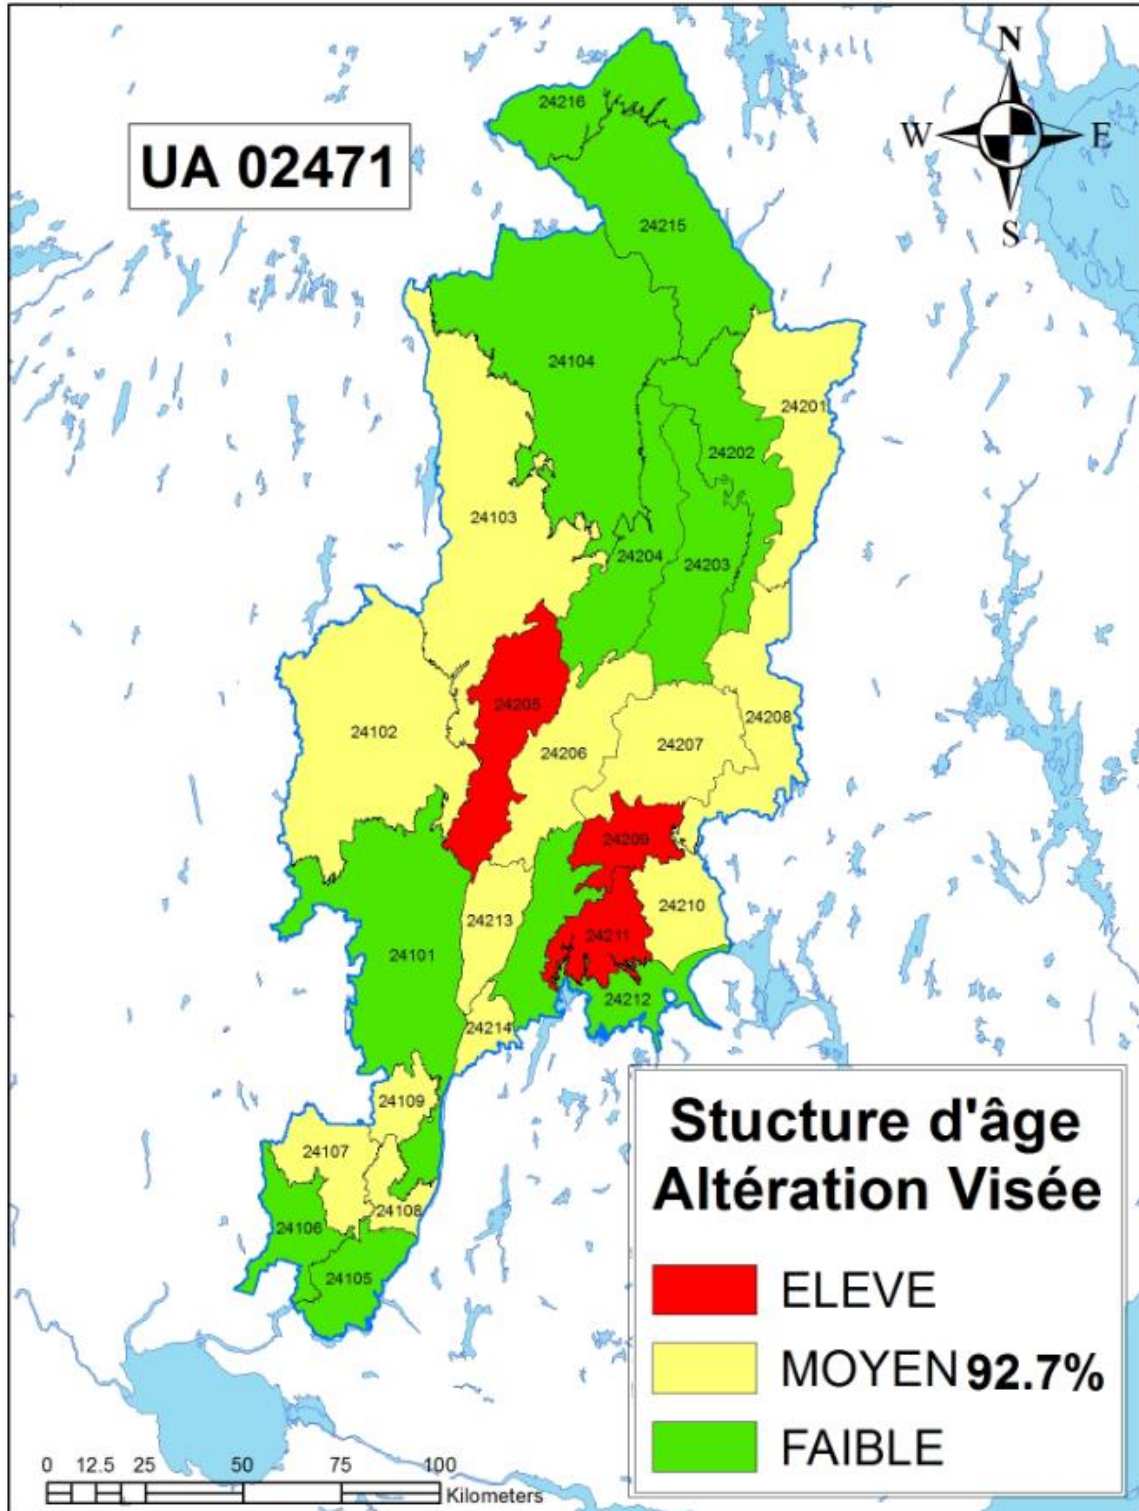 N
24216
UA 02471
W
E
24215
S
24104
24201
24202
24103
24204
24203
24205
24102
24206
24207
24208
24209
24210
24213
24211
24101
24212
24214
24109
24107
24108
24106
24105
Stucture d'âge
Altération Visée
ELEVE
MOYEN 92.7%
FAIBLE
0 12.5 25 50 75 100
Kilometers